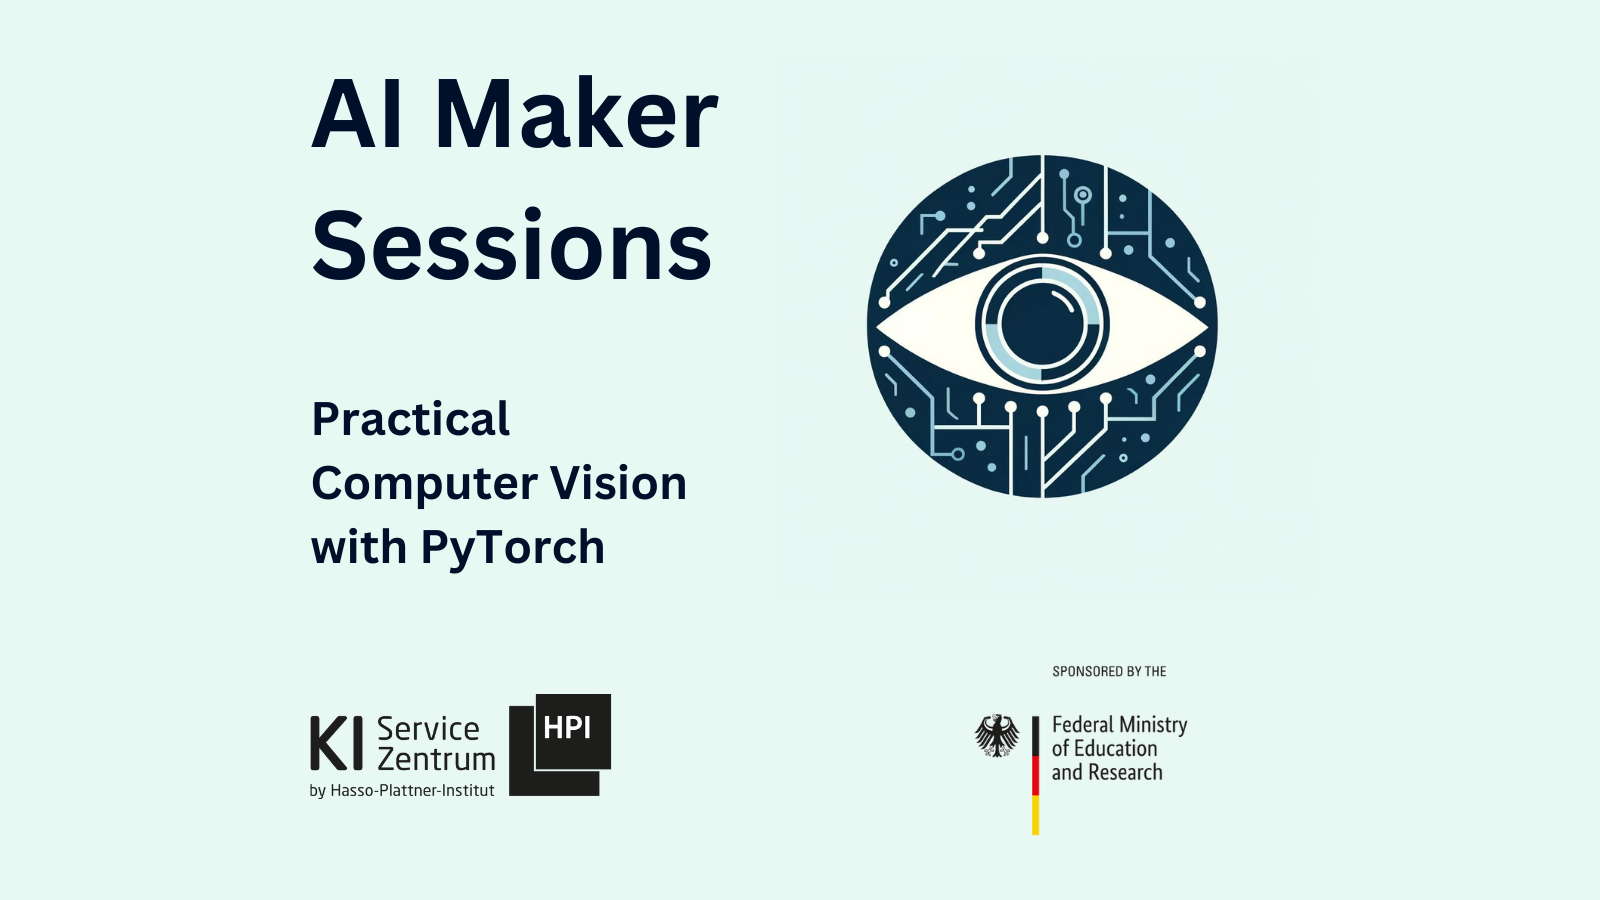 AI Maker
Sessions
Practical
Computer Vision
with PyTorch
KI Service
Zentrum
by Hasso-Plattner-Institut
HPI
SPONSORED BY THE
Federal Ministry
of Education
and Research